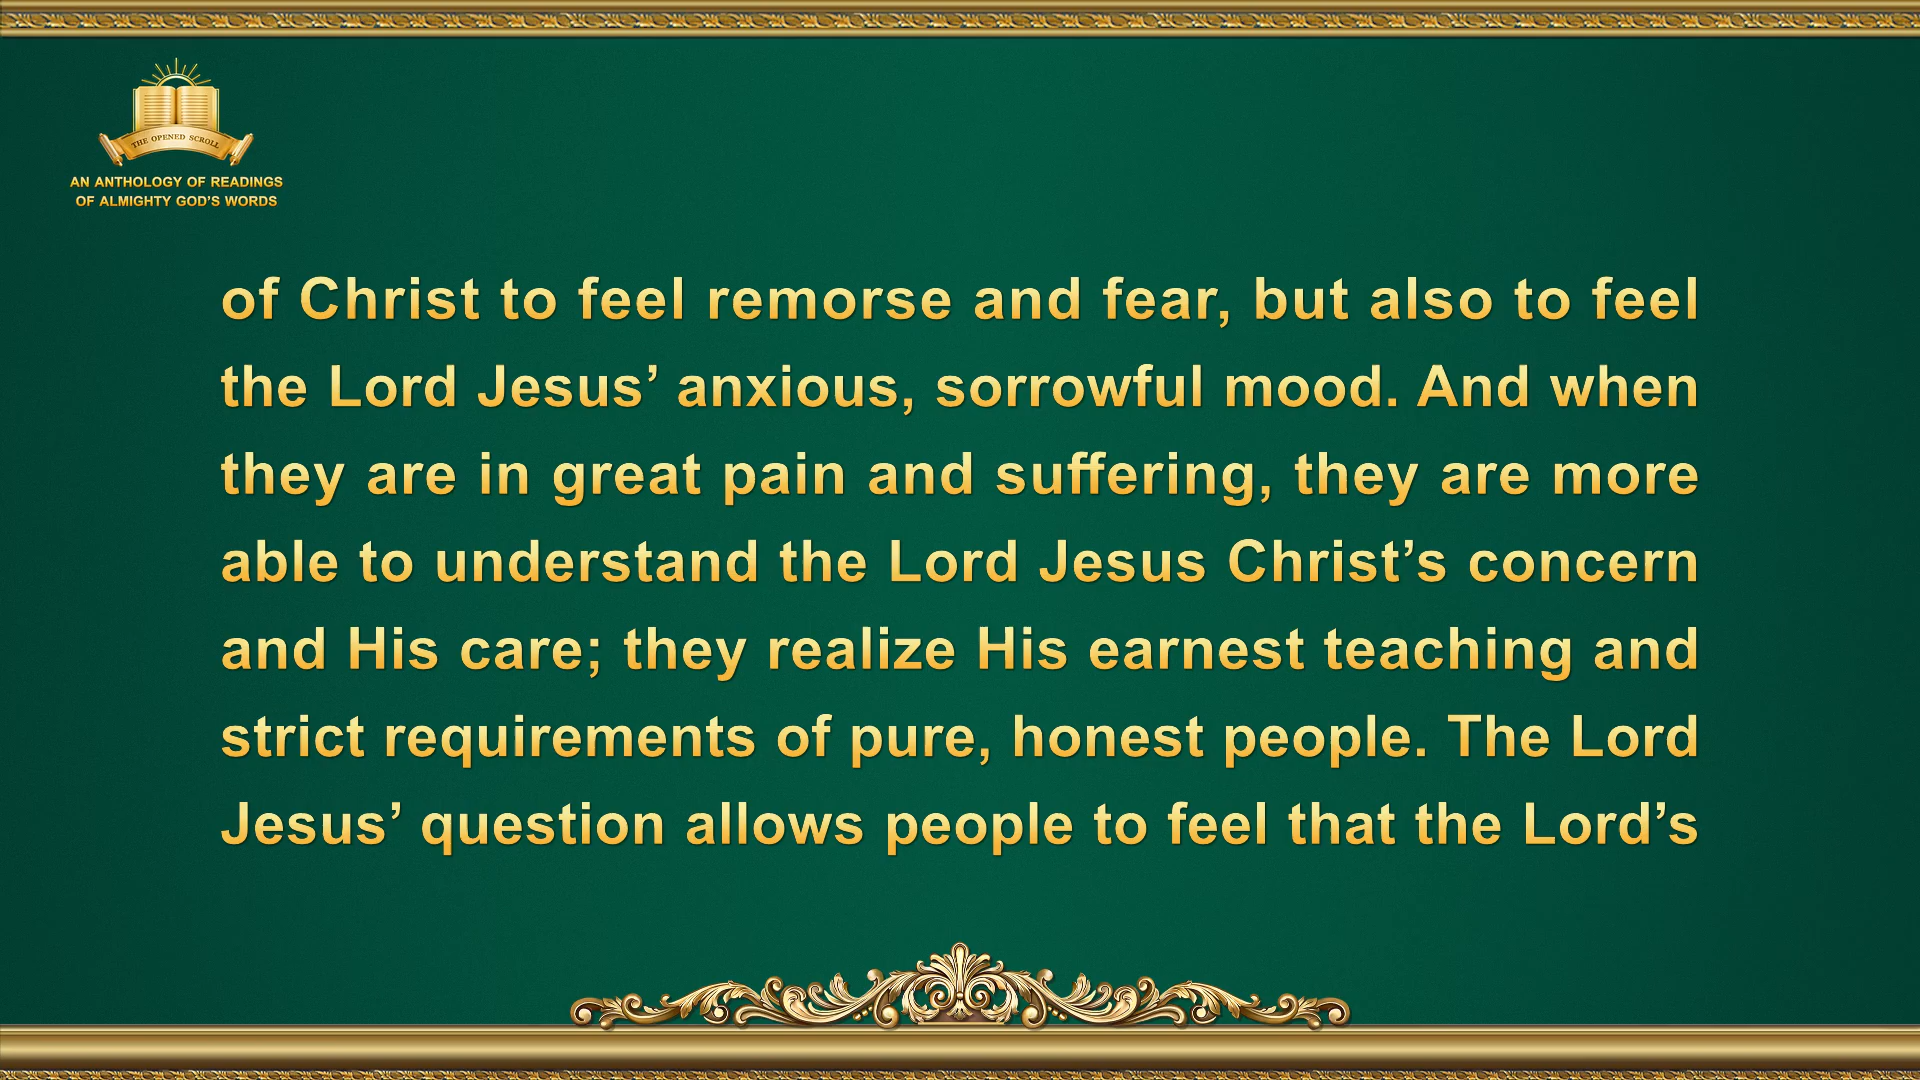 THE OPENED SCROLL
AN ANTHOLOGY OF READINGS
OF ALMIGHTY GOD’S WORDS
of Christ to feel remorse and fear, but also to feel
the Lord Jesus’ anxious, sorrowful mood. And when
they are in great pain and suffering, they are more
able to understand the Lord Jesus Christ’s concern
and His care; they realize His earnest teaching and
strict requirements of pure, honest people. The Lord
Jesus’ question allows people to feel that the Lord’s